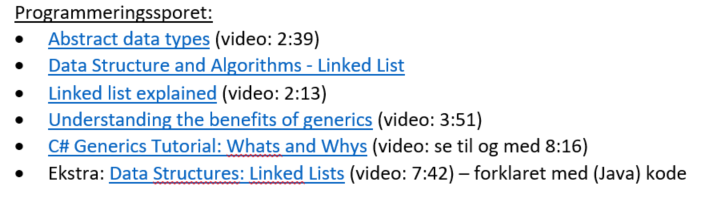 Programmeringssporet:
• Abstract data types (video: 2:39)
• Data Structure and Algorithms - Linked List
• Linked list explained (video: 2:13)
• Understanding the benefits of generics (video: 3:51)
• C# Generics Tutorial: Whats and Whys (video: se til og med 8:16)
• Ekstra: Data Structures: Linked Lists (video: 7:42) – forklaret med (Java) kode